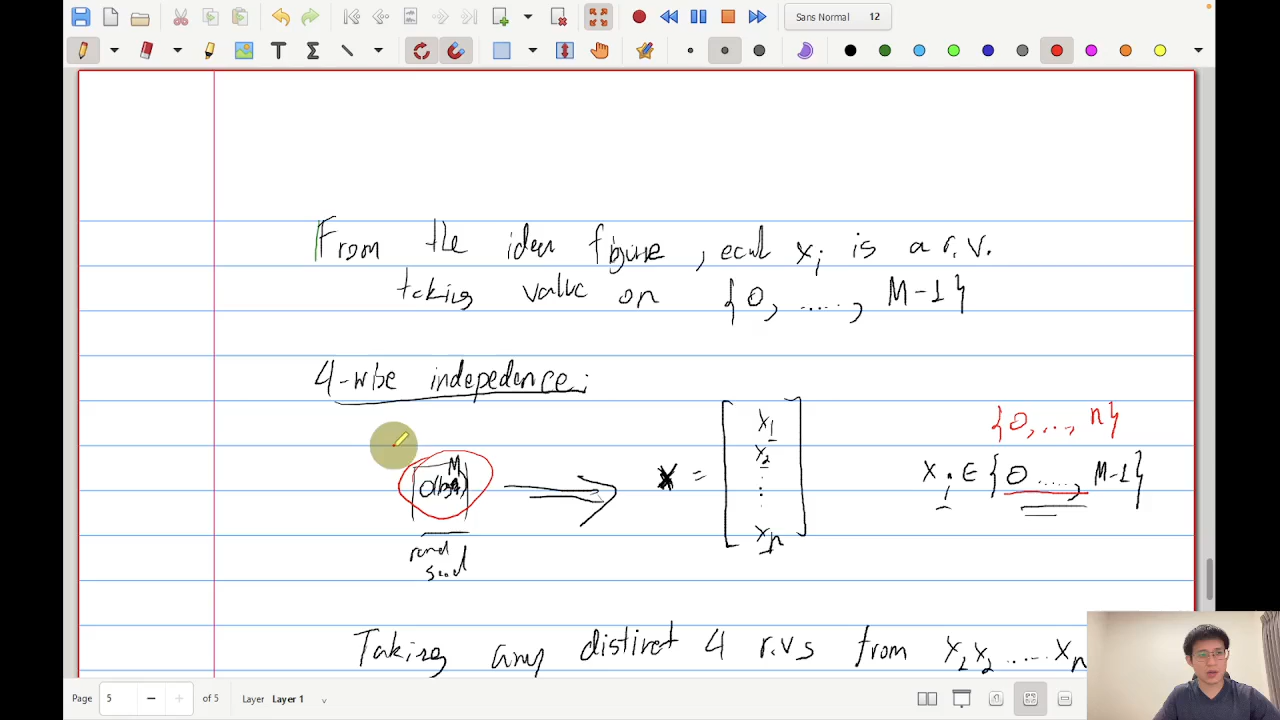 Sans Normal 12
From the idea figure, each x_i is a r.v.
taking value on {0, ....., M-1}
4-wise indepedence:
{0, ..., n}
M
X = [x_1 x_2 ⋮ x_n]
x_i ∈ {0 ....., M-1}
rand
seed
Taking any distinct 4 r.v.s from x_1 x_2 ..... x_n
Page 5 of 5 Layer Layer 1